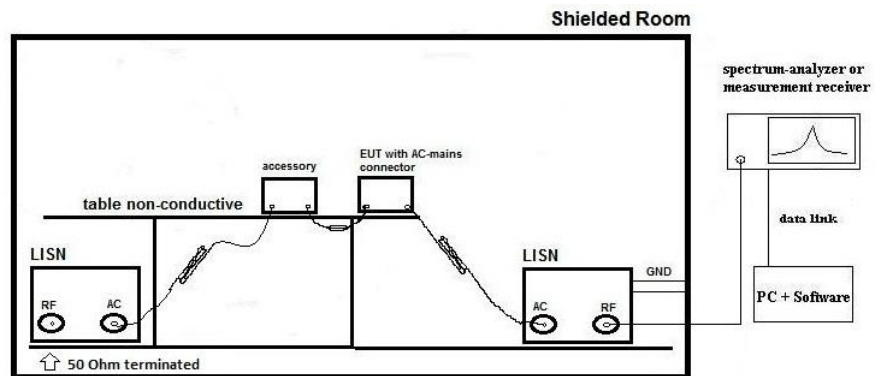 Shielded Room
spectrum-analyzer or
measurement receiver
EUT with AC-mains
connector
accessory
table non-conductive
data link
LISN
LISN
GND
RF
AC
AC
RF
PC + Software
50 Ohm terminated